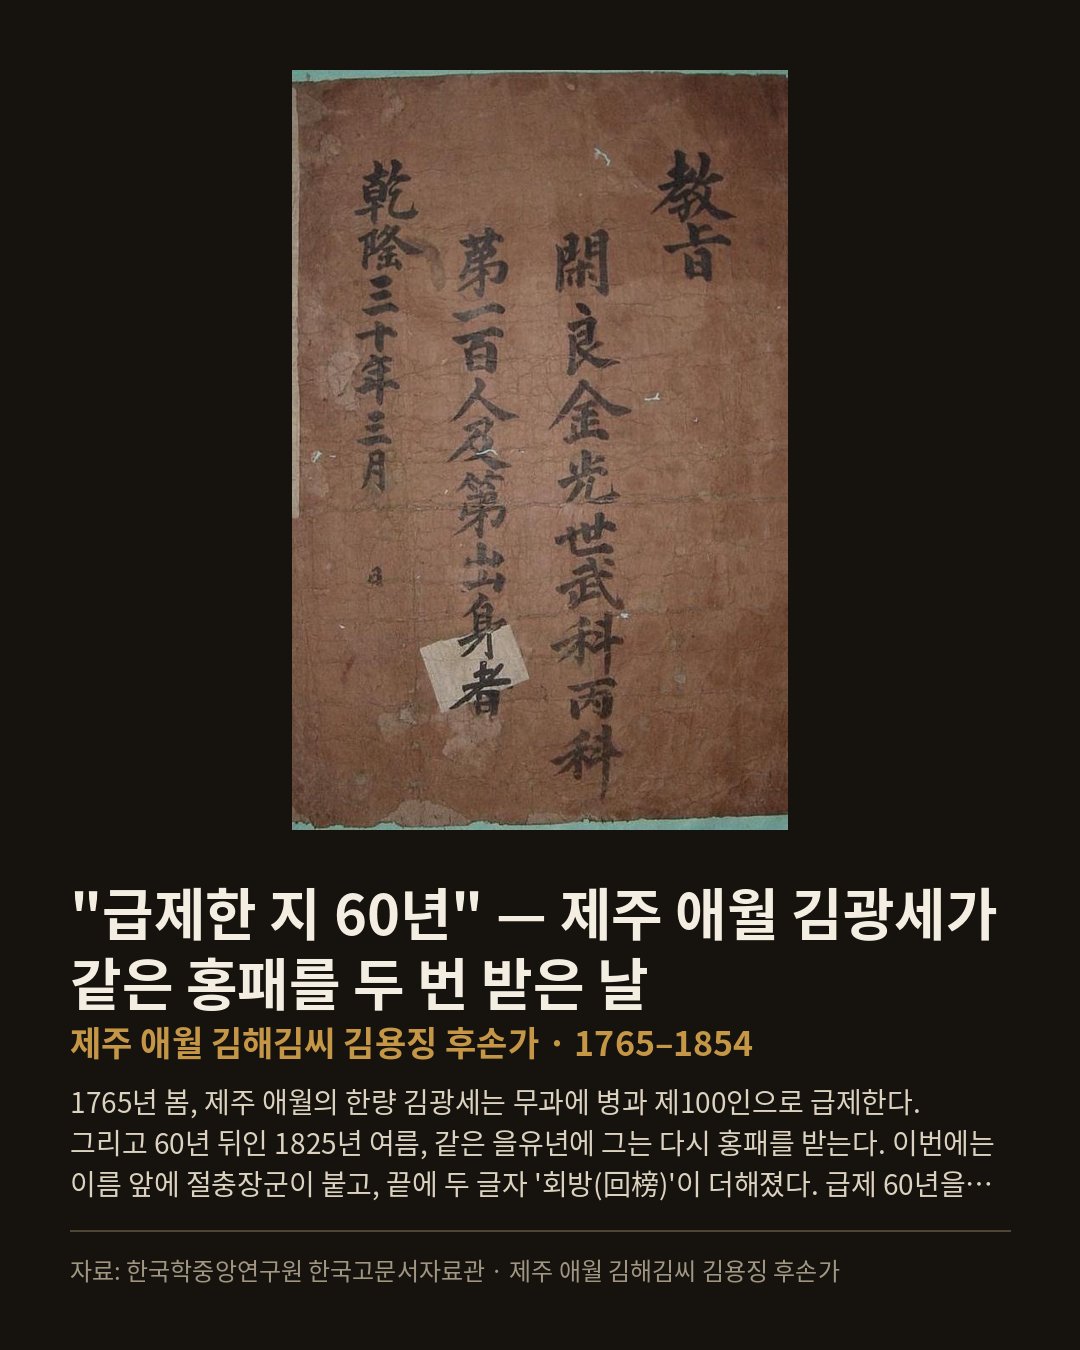 教旨
閑良金光世武科丙科
第一百人及第出身者
乾隆三十年三月
日
"급제한 지 60년" — 제주 애월 김광세가
같은 홍패를 두 번 받은 날
제주 애월 김해김씨 김용징 후손가 · 1765–1854
1765년 봄, 제주 애월의 한량 김광세는 무과에 병과 제100인으로 급제한다.
그리고 60년 뒤인 1825년 여름, 같은 을유년에 그는 다시 홍패를 받는다. 이번에는
이름 앞에 절충장군이 붙고, 끝에 두 글자 '회방(回榜)'이 더해졌다. 급제 60년을…
자료: 한국학중앙연구원 한국고문서자료관 · 제주 애월 김해김씨 김용징 후손가